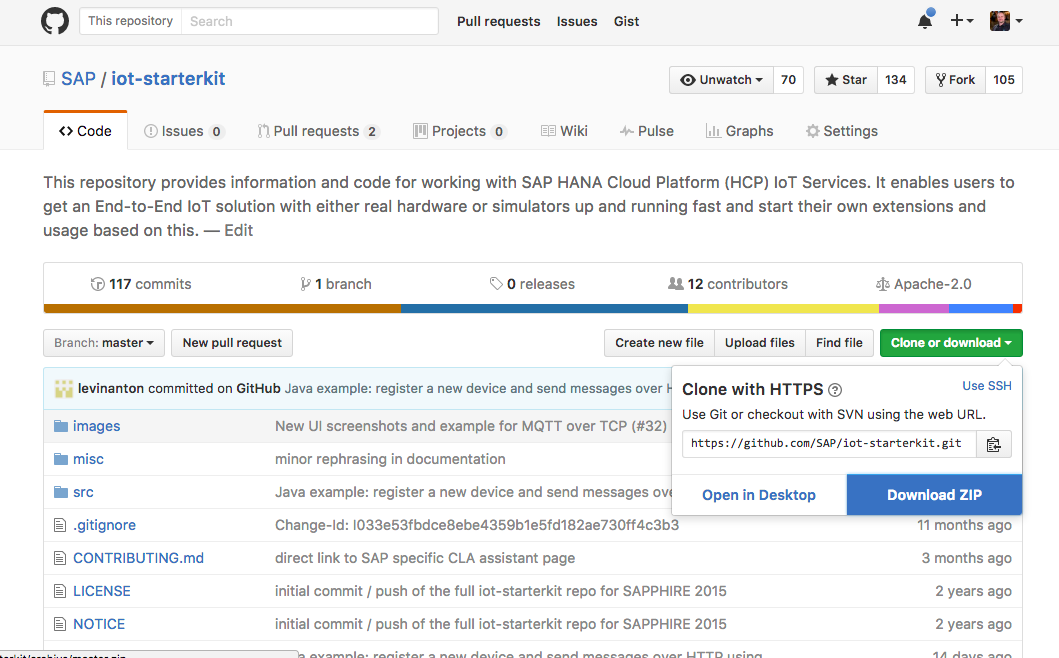 This repository Search Pull requests Issues Gist
SAP / iot-starterkit Unwatch 70 Star 134 Fork 105
Code Issues 0 Pull requests 2 Projects 0 Wiki Pulse Graphs Settings
This repository provides information and code for working with SAP HANA Cloud Platform (HCP) IoT Services. It enables users to
get an End-to-End IoT solution with either real hardware or simulators up and running fast and start their own extensions and
usage based on this. — Edit
117 commits 1 branch 0 releases 12 contributors Apache-2.0
Branch: master New pull request Create new file Upload files Find file Clone or download
levinanton committed on GitHub Java example: register a new device and send messages over
Clone with HTTPS ? Use SSH
Use Git or checkout with SVN using the web URL.
https://github.com/SAP/iot-starterkit.git
Open in Desktop Download ZIP
images New UI screenshots and example for MQTT over TCP (#32)
misc minor rephrasing in documentation
src Java example: register a new device and send messages
.gitignore Change-Id: I033e53fbdce8ebe4359b1e5fd182ae730ff4c3b3 11 months ago
CONTRIBUTING.md direct link to SAP specific CLA assistant page 3 months ago
LICENSE initial commit / push of the full iot-starterkit repo for SAPPHIRE 2015 2 years ago
NOTICE initial commit / push of the full iot-starterkit repo for SAPPHIRE 2015 2 years ago
example: register a new device and send messages over HTTP using 14 days ago